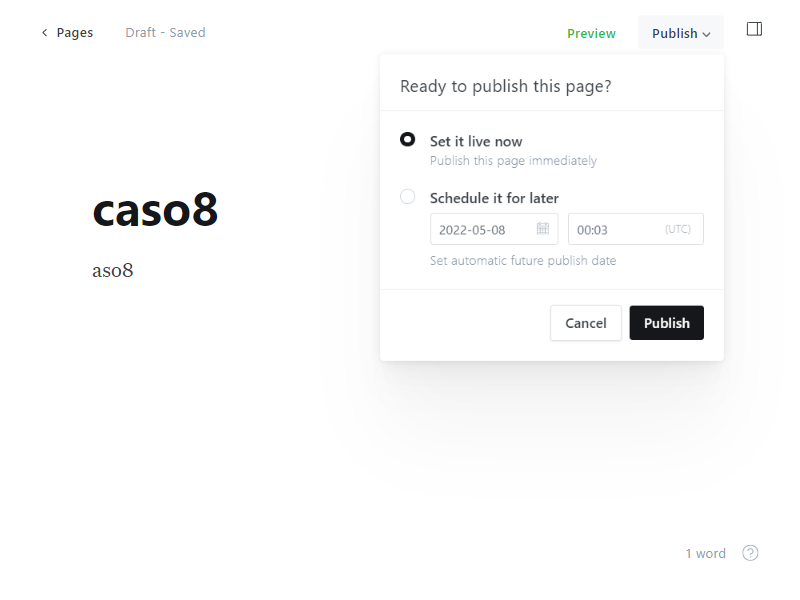 Pages
Draft - Saved
Preview
Publish
Ready to publish this page?
Set it live now
Publish this page immediately
Schedule it for later
2022-05-08
00:03
(UTC)
Set automatic future publish date
Cancel
Publish
caso8
aso8
1 word
?